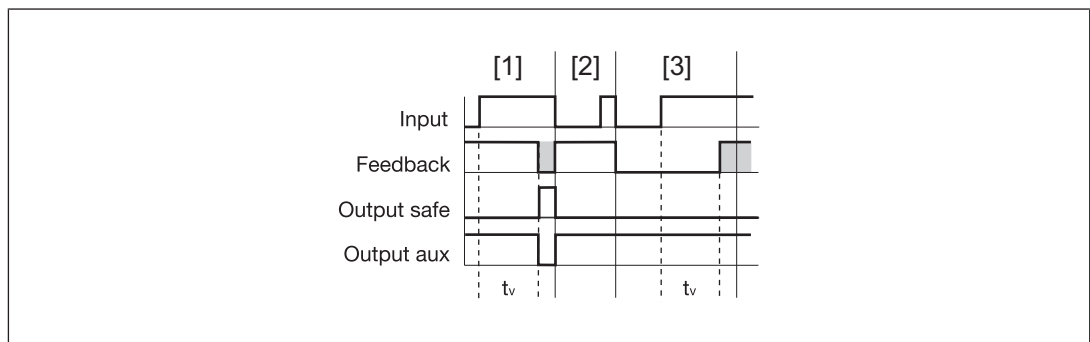 [1] [2] [3]
Input
Feedback
Output safe
Output aux
tv tv